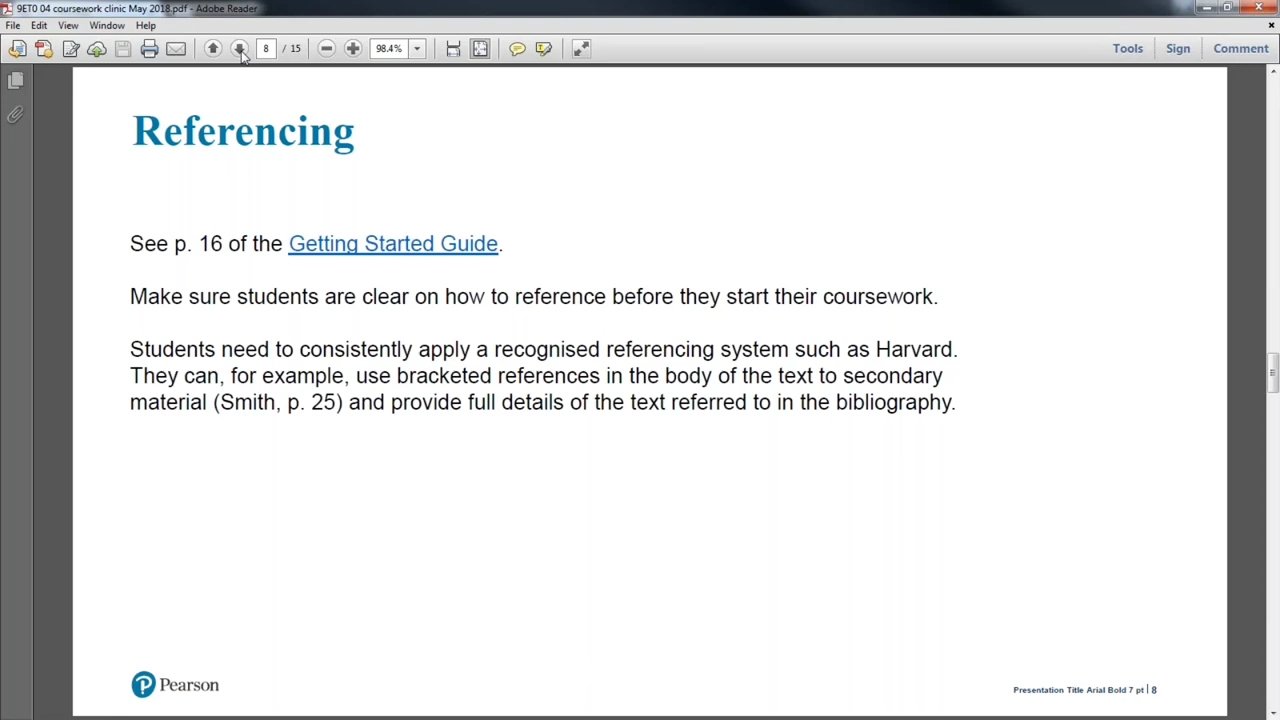 9ET0 04 coursework clinic May 2018.pdf - Adobe Reader
File Edit View Window Help
8 / 15 98.4% Tools Sign Comment
Referencing
See p. 16 of the Getting Started Guide.
Make sure students are clear on how to reference before they start their coursework.
Students need to consistently apply a recognised referencing system such as Harvard.
They can, for example, use bracketed references in the body of the text to secondary
material (Smith, p. 25) and provide full details of the text referred to in the bibliography.
Pearson
Presentation Title Arial Bold 7 pt | 8